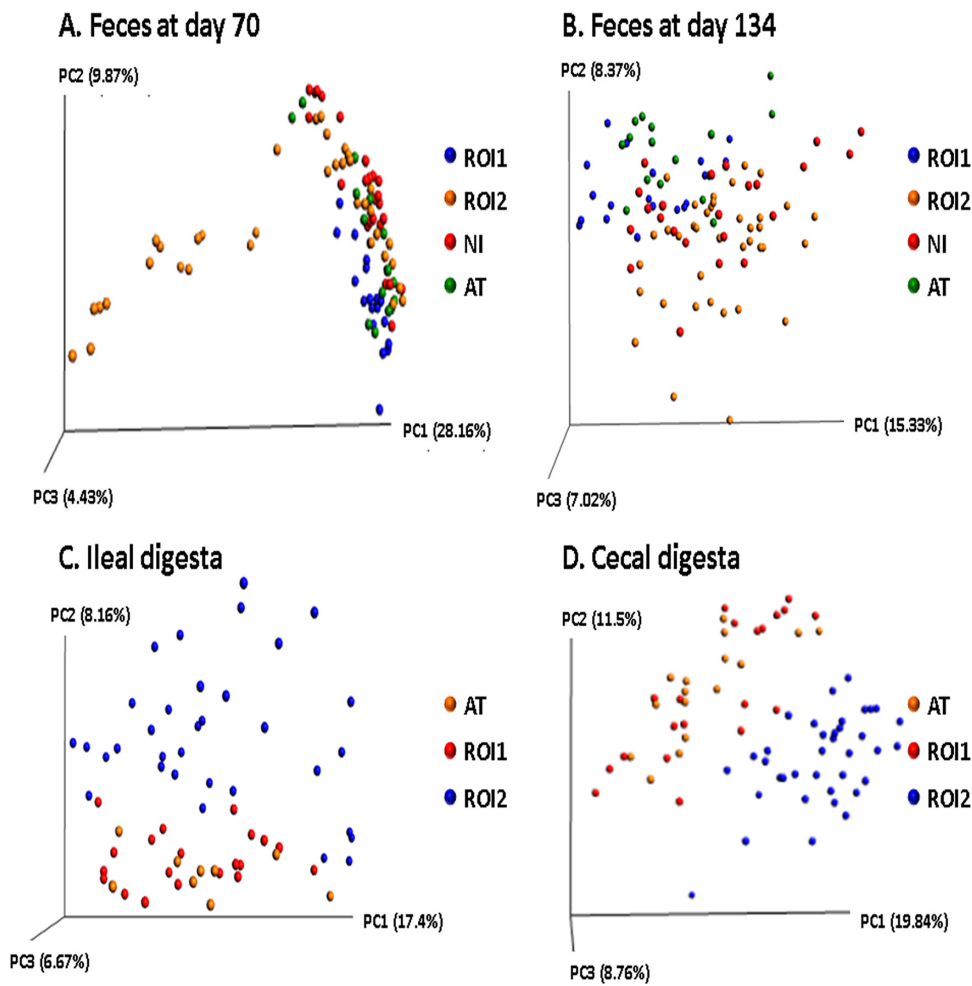 A. Feces at day 70
PC2 (9.87%)
ROI1
ROI2
NI
AT
PC1 (28.16%)
PC3 (4.43%)
B. Feces at day 134
PC2 (8.37%)
ROI1
ROI2
NI
AT
PC1 (15.33%)
PC3 (7.02%)
C. Ileal digesta
PC2 (8.16%)
AT
ROI1
ROI2
PC1 (17.4%)
PC3 (6.67%)
D. Cecal digesta
PC2 (11.5%)
AT
ROI1
ROI2
PC1 (19.84%)
PC3 (8.76%)